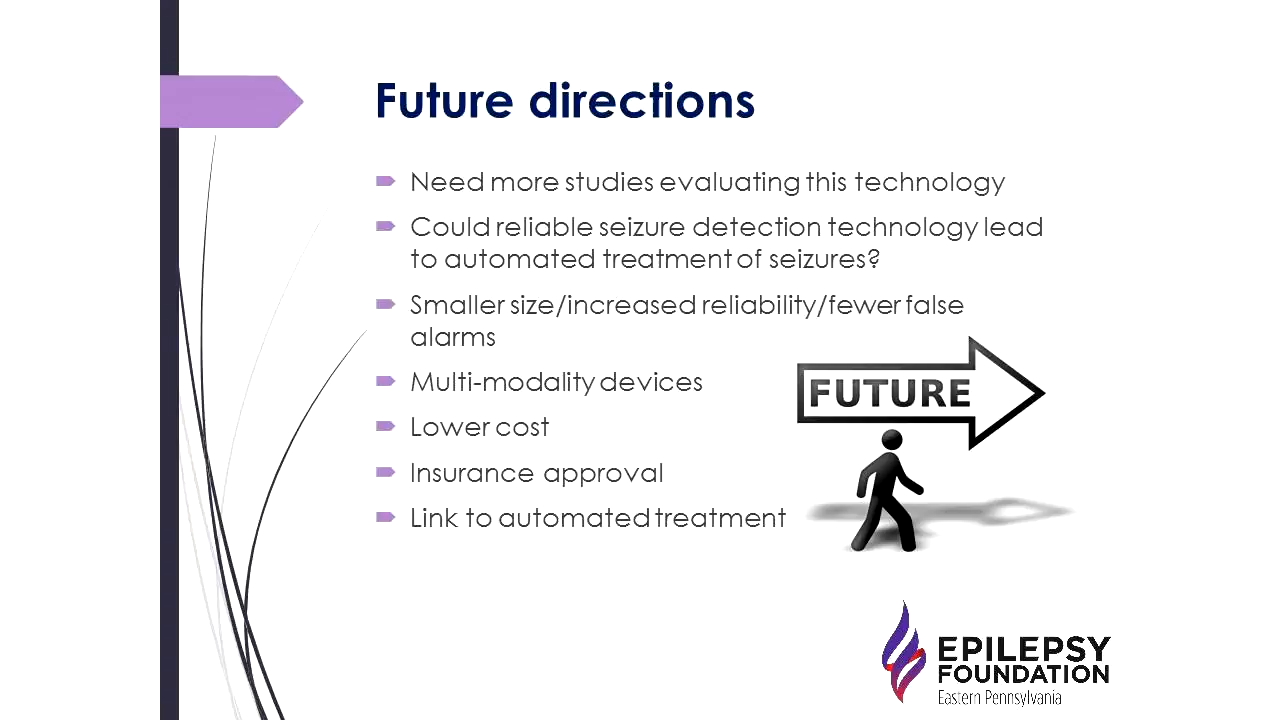 Future directions
Need more studies evaluating this technology
Could reliable seizure detection technology lead
to automated treatment of seizures?
Smaller size/increased reliability/fewer false
alarms
Multi-modality devices
Lower cost
Insurance approval
Link to automated treatment
FUTURE
EPILEPSY
FOUNDATION
Eastern Pennsylvania